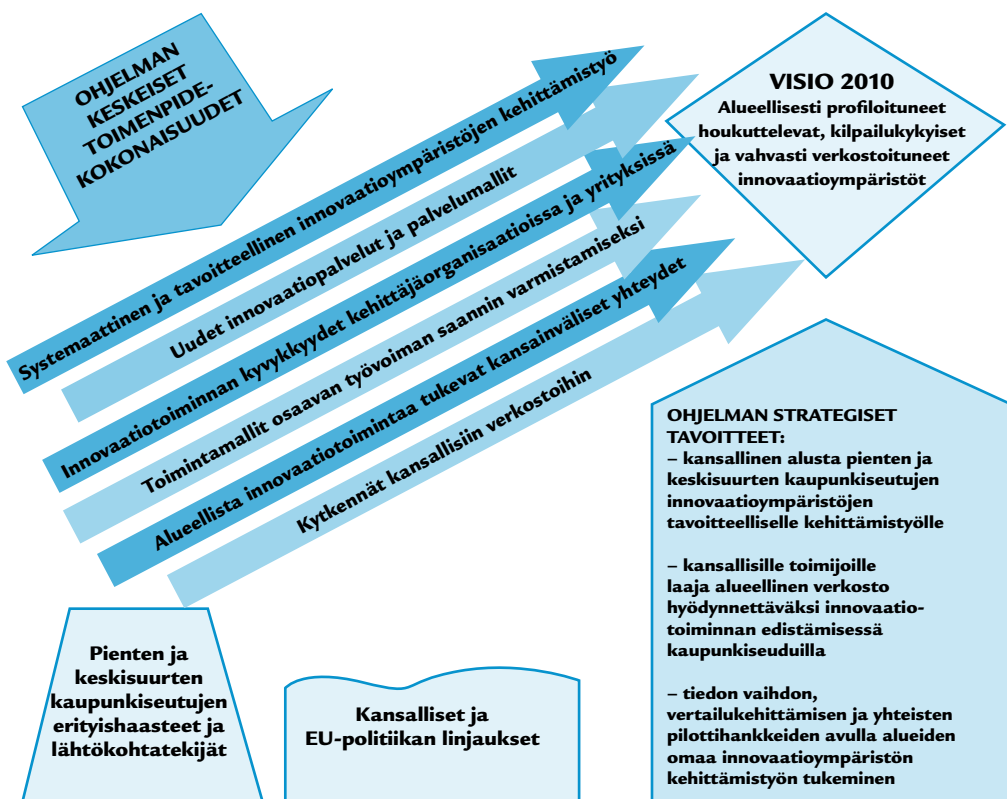 OHJELMAN
KESKEISET
TOIMENPIDE-
KOKONAISUUDET
Systemaattinen ja tavoitteellinen innovaatioympäristöjen kehittämistyö
Uudet innovaatiopalvelut ja palvelumallit
Innovaatiotoiminnan kyvykkyydet kehittäjäorganisaatioissa ja yrityksissä
Toimintamallit osaavan työvoiman saannin varmistamiseksi
Alueellista innovaatiotoimintaa tukevat kansainväliset yhteydet
Kytkennät kansallisiin verkostoihin
VISIO 2010
Alueellisesti profiloituneet
houkuttelevat, kilpailukykyiset
ja vahvasti verkostoituneet
innovaatioympäristöt
OHJELMAN STRATEGISET
TAVOITTEET:
– kansallinen alusta pienten ja
keskisuurten kaupunkiseutujen
innovaatioympäristöjen
tavoitteelliselle kehittämistyölle
– kansallisille toimijoille
laaja alueellinen verkosto
hyödynnettäväksi innovaatio-
toiminnan edistämisessä
kaupunkiseuduilla
– tiedon vaihdon,
vertailukehittämisen ja yhteisten
pilottihankkeiden avulla alueiden
omaa innovaatioympäristön
kehittämistyön tukeminen
Pienten ja
keskisuurten
kaupunkiseutujen
erityishaasteet ja
lähtökohtatekijät
Kansalliset ja
EU-politiikan linjaukset